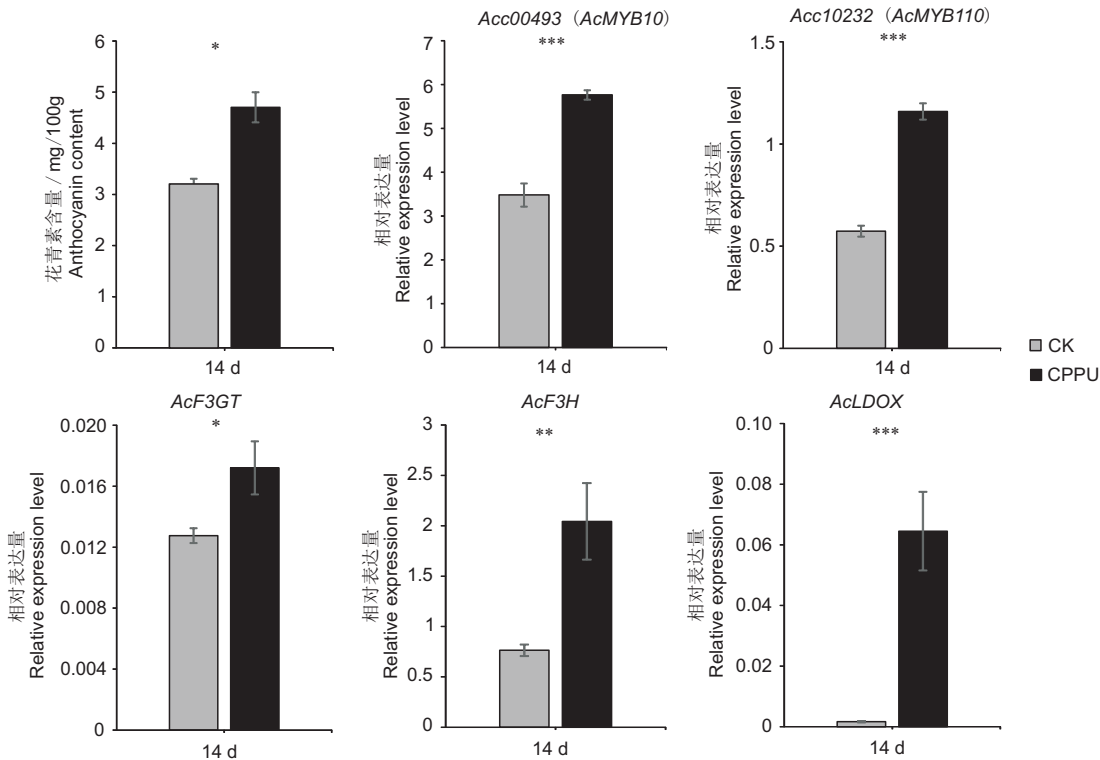 花青素含量 / mg/100g
Anthocyanin content
6
5
4
3
2
1
0
*
14 d
Acc00493（AcMYB10）
相对表达量
Relative expression level
7
6
5
4
3
2
1
0
***
14 d
Acc10232（AcMYB110）
相对表达量
Relative expression level
1.5
1
0.5
0
***
14 d
CK
CPPU
AcF3GT
相对表达量
Relative expression level
0.020
0.016
0.012
0.008
0.004
0
*
14 d
AcF3H
相对表达量
Relative expression level
3
2.5
2
1.5
1
0.5
0
**
14 d
AcLDOX
相对表达量
Relative expression level
0.10
0.08
0.06
0.04
0.02
0
***
14 d